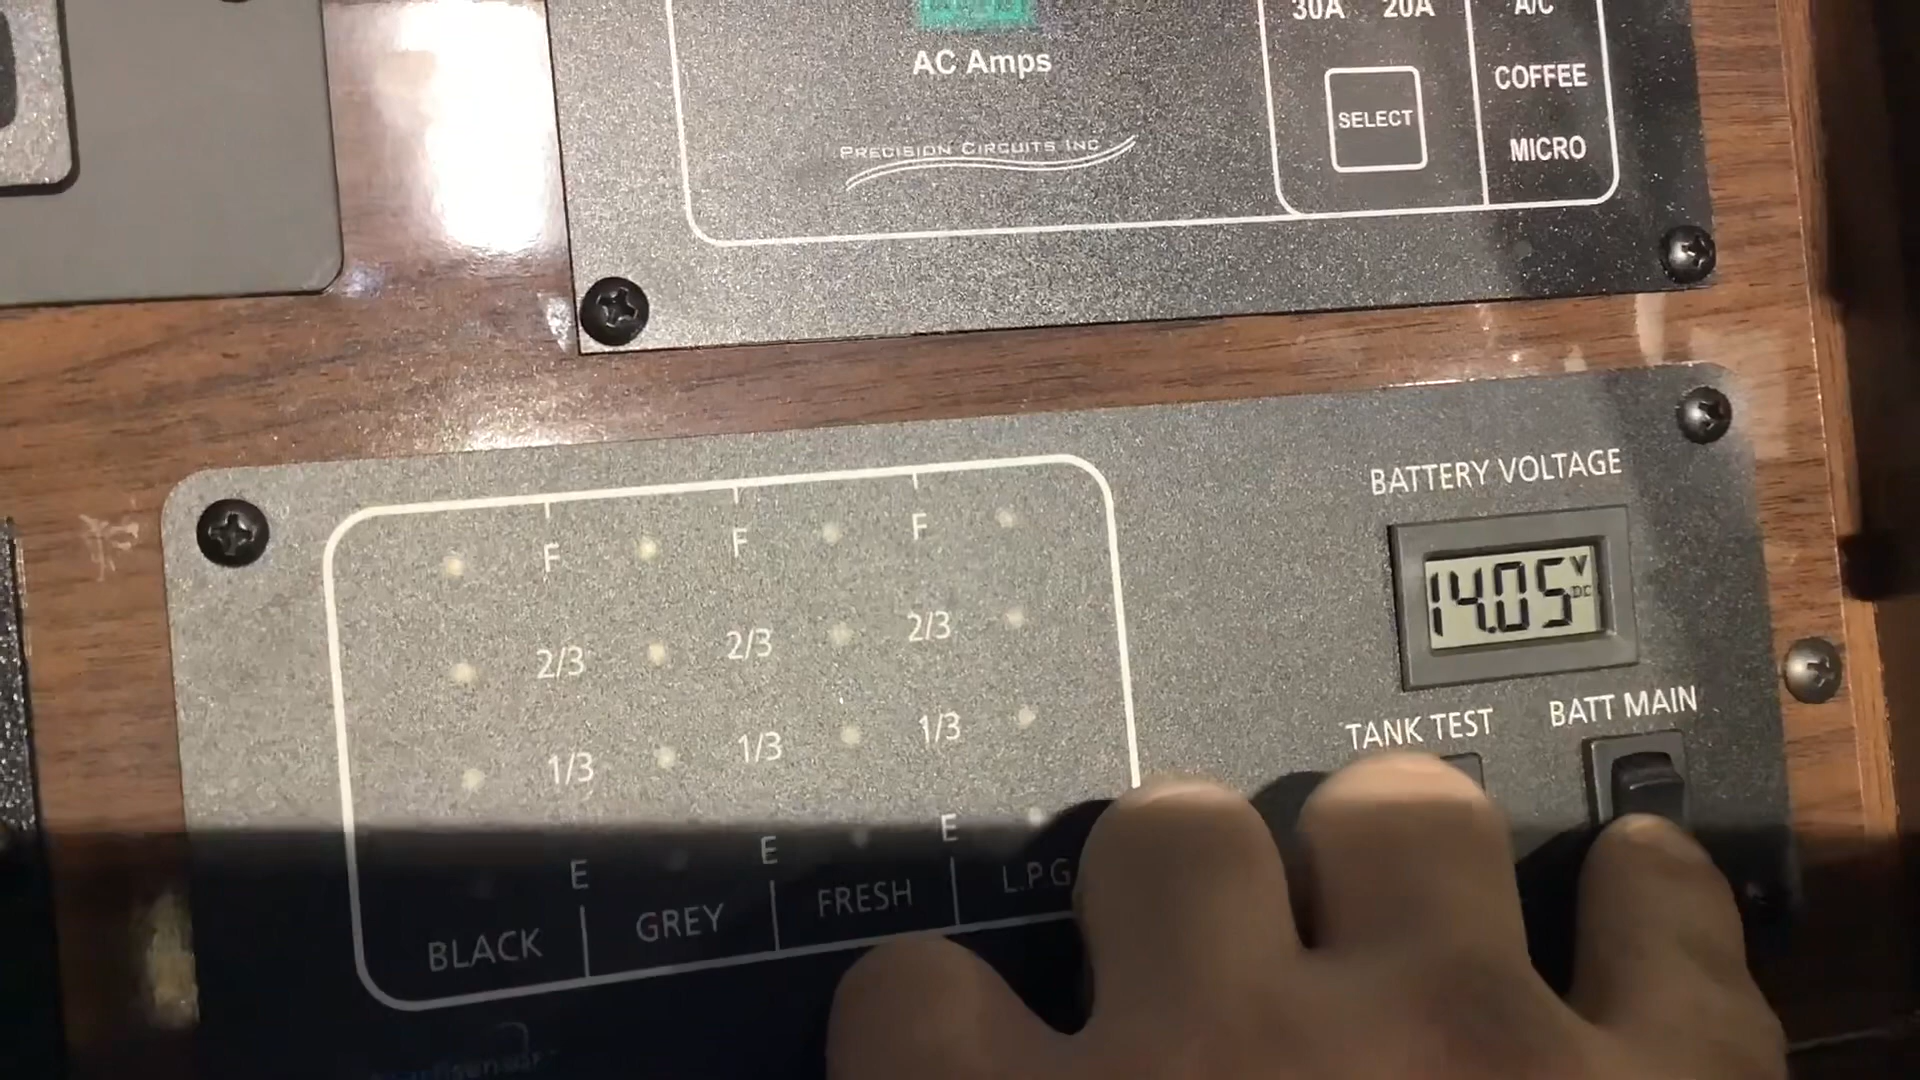 30A 20A A/C
AC Amps
COFFEE
SELECT
MICRO
PRECISION CIRCUITS INC
BATTERY VOLTAGE
F F F
14.05 V DC
2/3 2/3 2/3
BATT MAIN
TANK TEST
1/3 1/3 1/3
E E E
BLACK GREY FRESH L.P.G